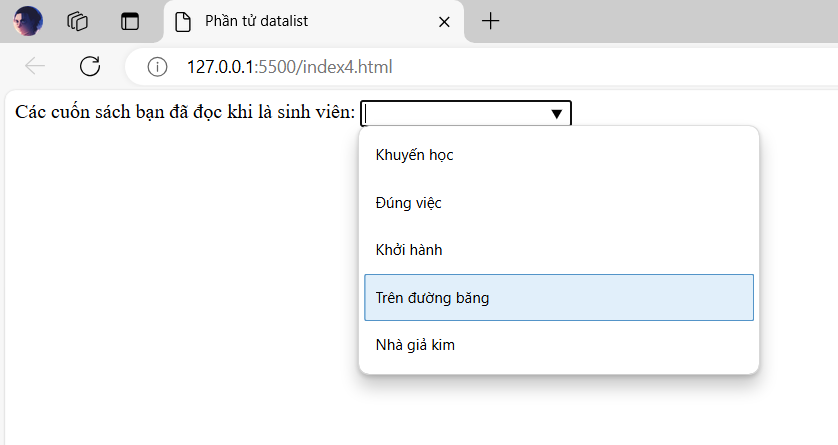 Phần tử datalist
127.0.0.1:5500/index4.html
Các cuốn sách bạn đã đọc khi là sinh viên:
Khuyến học
Đúng việc
Khởi hành
Trên đường băng
Nhà giả kim